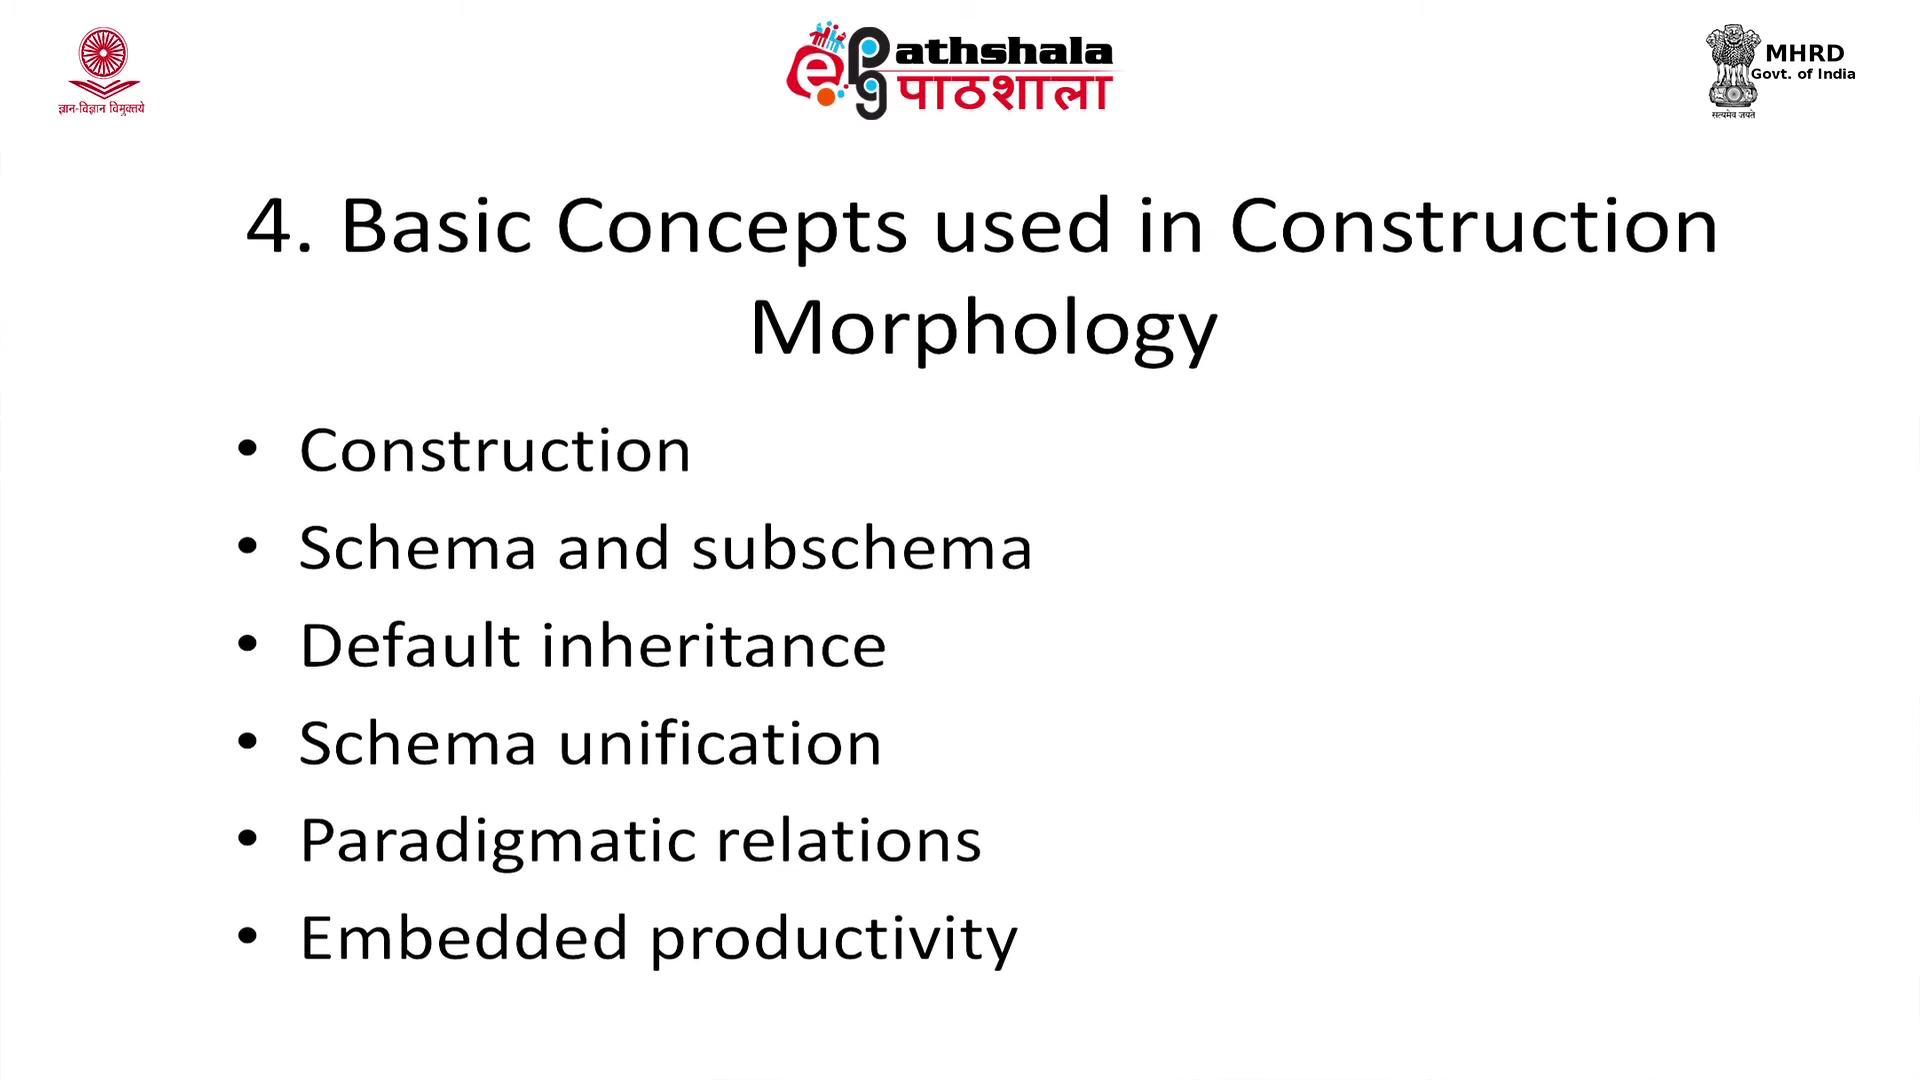 ज्ञान-विज्ञान विमुक्तये
e PG athshala
पाठशाला
MHRD
Govt. of India
सत्यमेव जयते
4. Basic Concepts used in Construction
Morphology
• Construction
• Schema and subschema
• Default inheritance
• Schema unification
• Paradigmatic relations
• Embedded productivity